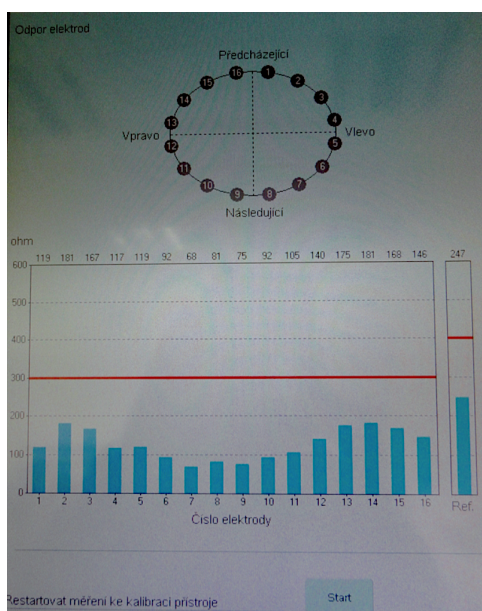 Odpor elektrod
Předcházející
16 1
15 2
14 3
13 4
Vpravo Vlevo
12 5
11 6
10 7
9 8
Následující
ohm
119 181 167 117 119 92 68 81 75 92 105 140 175 181 168 146 247
600
500
400
300
200
100
0
1 2 3 4 5 6 7 8 9 10 11 12 13 14 15 16 Ref.
Číslo elektrody
Restartovat měření ke kalibraci přístroje
Start